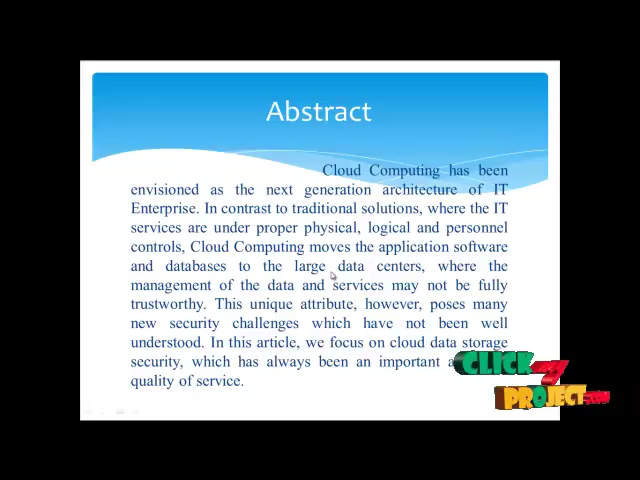 Abstract
Cloud Computing has been
envisioned as the next generation architecture of IT
Enterprise. In contrast to traditional solutions, where the IT
services are under proper physical, logical and personnel
controls, Cloud Computing moves the application software
and databases to the large data centers, where the
management of the data and services may not be fully
trustworthy. This unique attribute, however, poses many
new security challenges which have not been well
understood. In this article, we focus on cloud data storage
security, which has always been an important
quality of service.
CLICK
PROJECT.COM